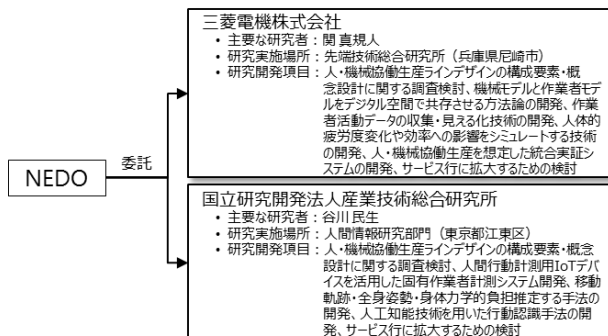 三菱電機株式会社
• 主要な研究者：関 真規人
• 研究実施場所：先端技術総合研究所（兵庫県尼崎市）
• 研究開発項目：人・機械協働生産ラインデザインの構成要素・概
念設計に関する調査検討、機械モデルと作業者モデ
ルをデジタル空間で共存させる方法論の開発、作業
者活動データの収集・見える化技術の開発、人体的
疲労度変化や効率への影響をシミュレートする技術
の開発、人・機械協働生産を想定した統合実証シ
ステムの開発、サービス行に拡大するための検討
NEDO
委託
国立研究開発法人産業技術総合研究所
• 主要な研究者：谷川 民生
• 研究実施場所：人間情報研究部門（東京都江東区）
• 研究開発項目：人・機械協働生産ラインデザインの構成要素・概念
設計に関する調査検討、人間行動計測用IoTデバ
イスを活用した固有作業者計測システム開発、移動
軌跡・全身姿勢・身体力学的負担推定する手法の
開発、人工知能技術を用いた行動認識手法の開
発、サービス行に拡大するための検討